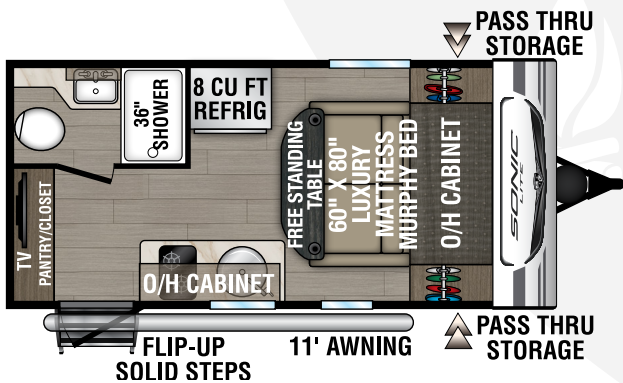 PASS THRU
STORAGE
36"
SHOWER
8 CU FT
REFRIG
FREE STANDING
TABLE
60" X 80"
LUXURY
MATTRESS
MURPHY BED
O/H CABINET
SONIC
LITE
TV
PANTRY/CLOSET
O/H CABINET
FLIP-UP
SOLID STEPS
11' AWNING
PASS THRU
STORAGE